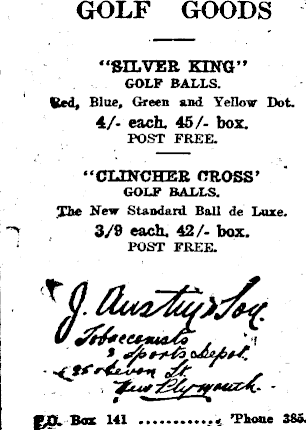 GOLF GOODS
"SILVER KING"
GOLF BALLS.
Red, Blue, Green and Yellow Dot.
4/- each, 45/- box.
POST FREE.
"CLINCHER CROSS'
GOLF BALLS.
The New Standard Ball de Luxe.
3/9 each, 42/- box.
POST FREE.
J. Austin & Son.
Tobacconists
& Sports Depot.
Devon St.
New Plymouth.
P.O. Box 141 ............ 'Phone 385.